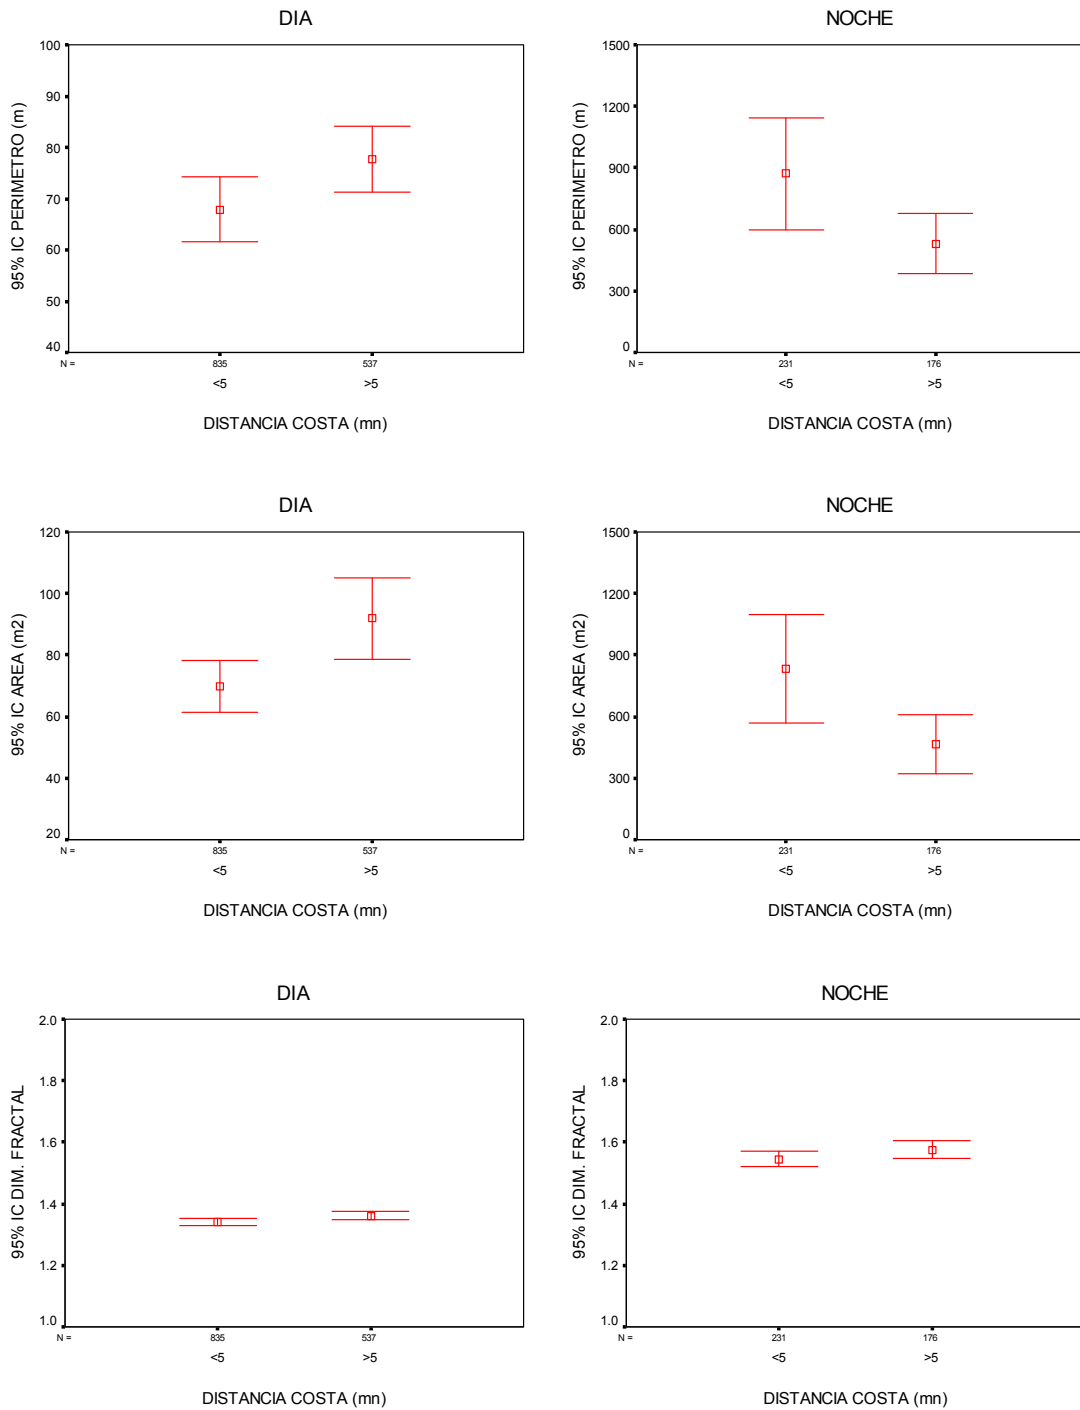 DIA
95% IC PERIMETRO (m)
100
90
80
70
60
50
40
N =
835
537
<5
>5
DISTANCIA COSTA (mn)
NOCHE
95% IC PERIMETRO (m)
1500
1200
900
600
300
0
N =
231
176
<5
>5
DISTANCIA COSTA (mn)
DIA
95% IC AREA (m2)
120
100
80
60
40
20
N =
835
537
<5
>5
DISTANCIA COSTA (mn)
NOCHE
95% IC AREA (m2)
1500
1200
900
600
300
0
N =
231
176
<5
>5
DISTANCIA COSTA (mn)
DIA
95% IC DIM. FRACTAL
2.0
1.8
1.6
1.4
1.2
1.0
N =
835
537
<5
>5
DISTANCIA COSTA (mn)
NOCHE
95% IC DIM. FRACTAL
2.0
1.8
1.6
1.4
1.2
1.0
N =
231
176
<5
>5
DISTANCIA COSTA (mn)